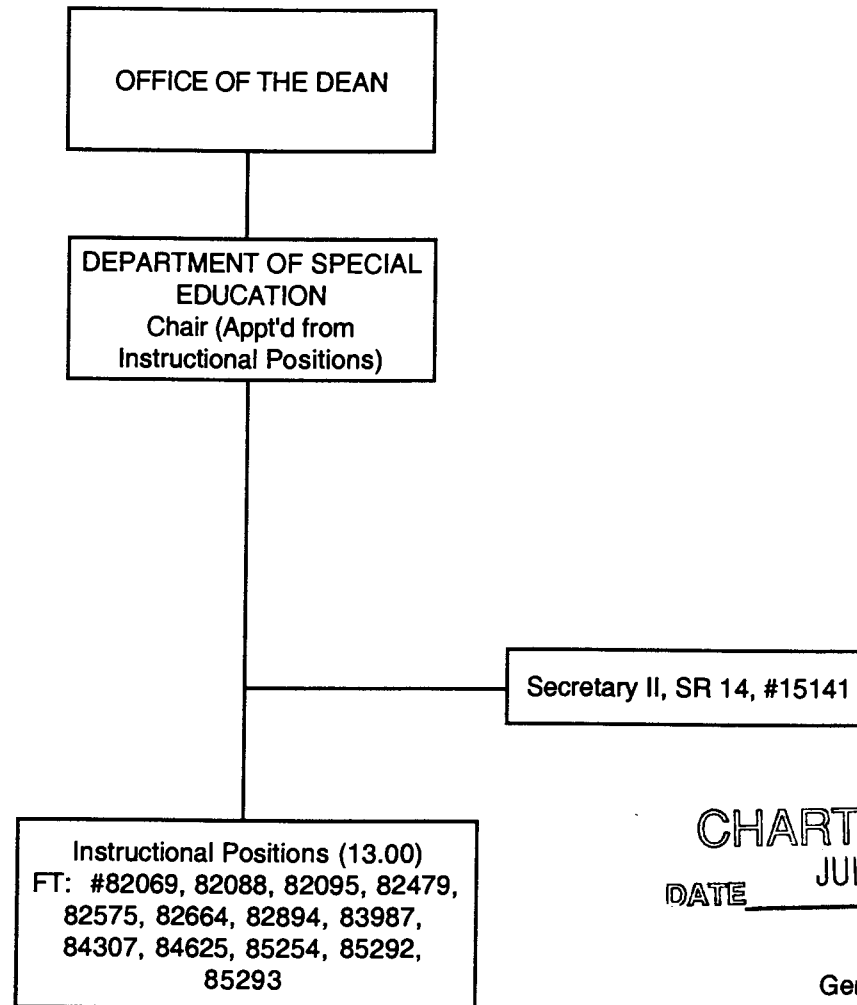 OFFICE OF THE DEAN
DEPARTMENT OF SPECIAL
EDUCATION
Chair (Appt'd from
Instructional Positions)
Secretary II, SR 14, #15141
Instructional Positions (13.00)
FT: #82069, 82088, 82095, 82479,
82575, 82664, 82894, 83987,
84307, 84625, 85254, 85292,
85293
CHART
DATE